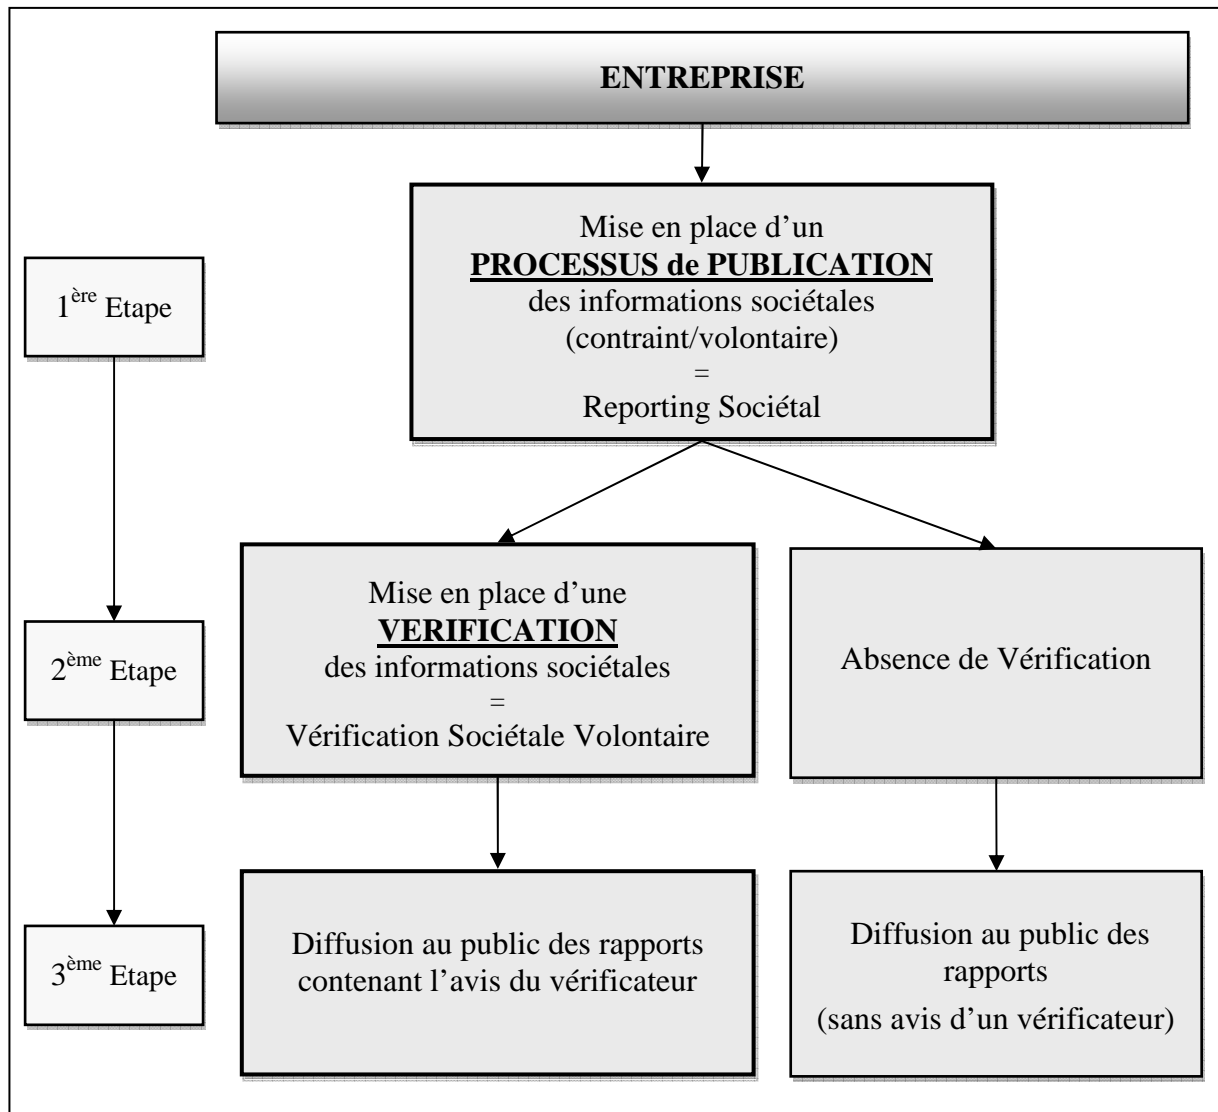 ENTREPRISE
Mise en place d’un
PROCESSUS de PUBLICATION
des informations sociétales
(contraint/volontaire)
=
Reporting Sociétal
1ère Etape
Mise en place d’une
VERIFICATION
des informations sociétales
=
Vérification Sociétale Volontaire
Absence de Vérification
2ème Etape
Diffusion au public des rapports
contenant l’avis du vérificateur
Diffusion au public des
rapports
(sans avis d’un vérificateur)
3ème Etape